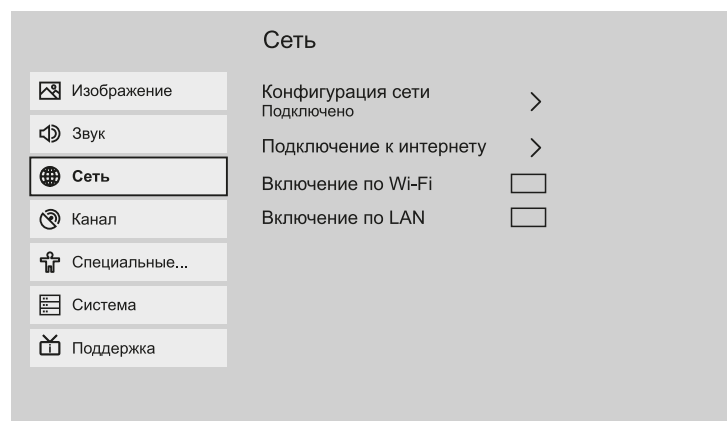 Сеть
Изображение
Звук
Сеть
Канал
Специальные...
Система
Поддержка
Конфигурация сети
Подключено
Подключение к интернету
Включение по Wi-Fi
Включение по LAN